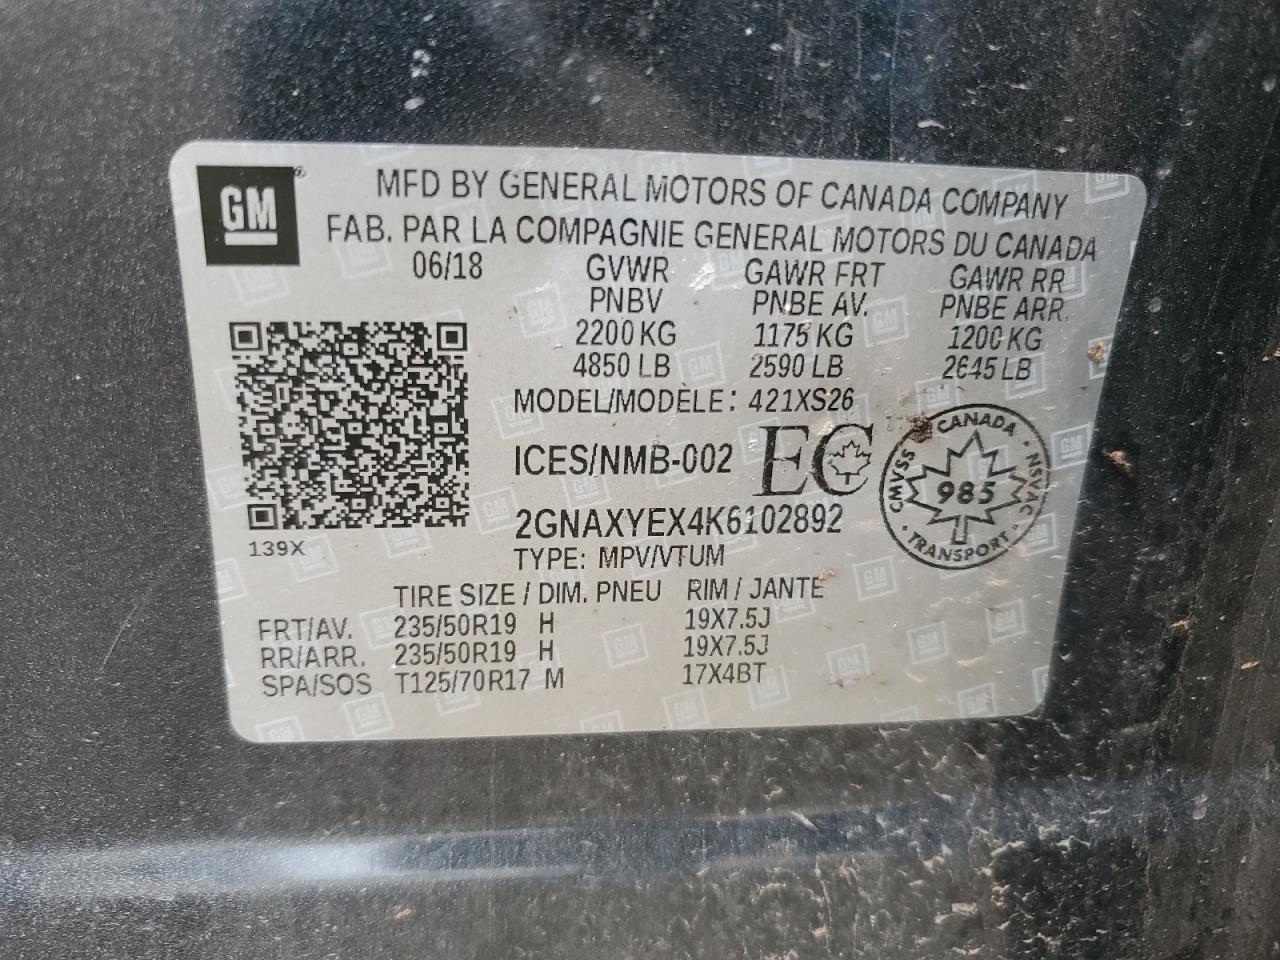 GM
MFD BY GENERAL MOTORS OF CANADA COMPANY
FAB. PAR LA COMPAGNIE GENERAL MOTORS DU CANADA
06/18 GVWR GAWR FRT GAWR RR
PNBV PNBE AV. PNBE ARR.
2200 KG 1175 KG 1200 KG
4850 LB 2590 LB 2645 LB
MODEL/MODÈLE: 421XS26
ICES/NMB-002 EC
CANADA
CMVSS 985 NSVAC
TRANSPORT
2GNAXYEX4K6102892
139X
TYPE: MPV/VTUM
TIRE SIZE / DIM. PNEU RIM / JANTE
FRT/AV. 235/50R19 H 19X7.5J
RR/ARR. 235/50R19 H 19X7.5J
SPA/SOS T125/70R17 M 17X4BT